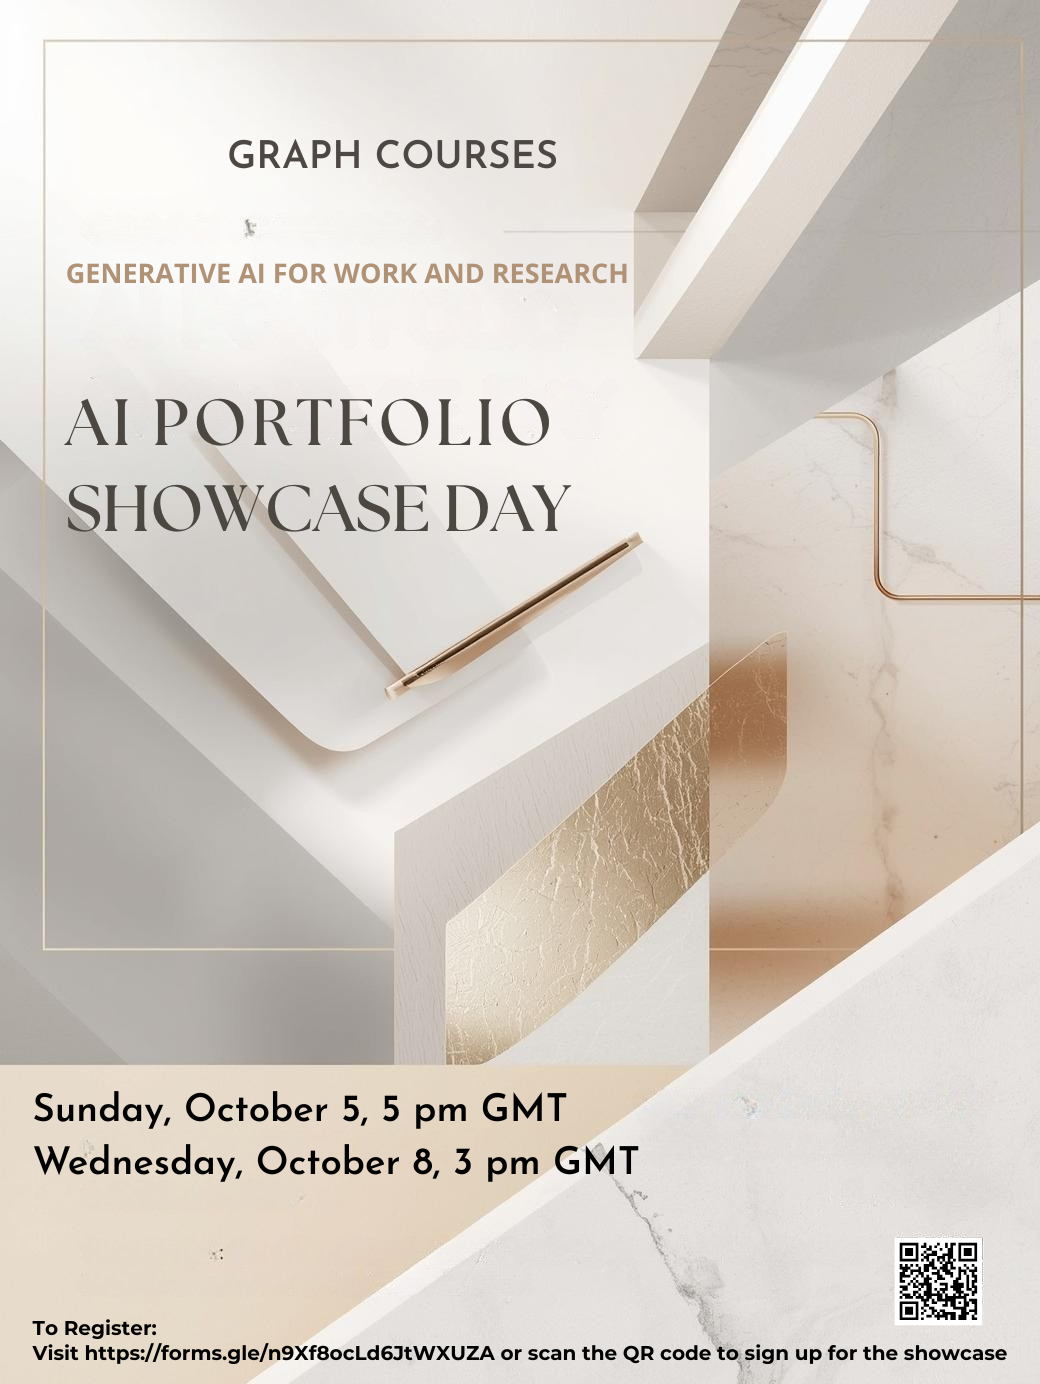 GRAPH COURSES
GENERATIVE AI FOR WORK AND RESEARCH
AI PORTFOLIO
SHOWCASE DAY
Sunday, October 5, 5 pm GMT
Wednesday, October 8, 3 pm GMT
To Register:
Visit https://forms.gle/n9Xf8ocLd6JtWXUZA or scan the QR code to sign up for the showcase